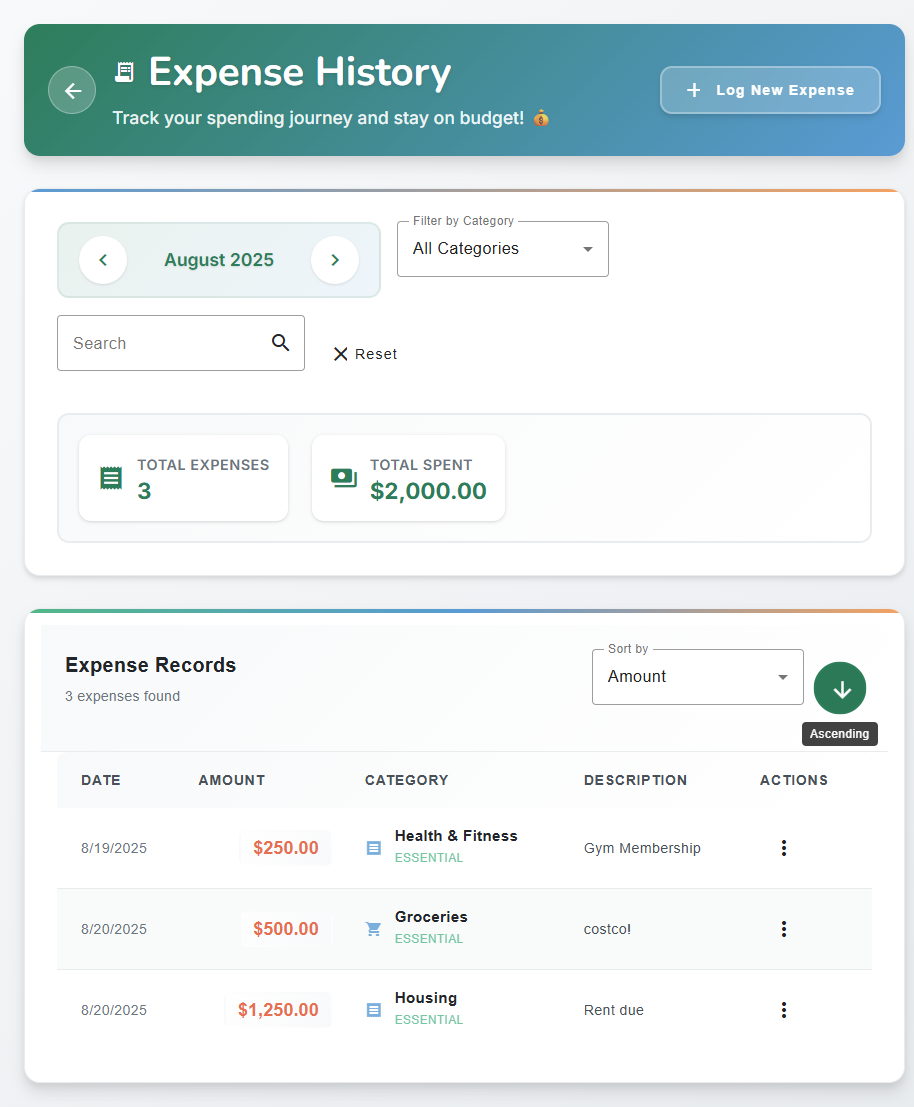 Expense History
Track your spending journey and stay on budget! 💰
Log New Expense
August 2025
Filter by Category
All Categories
Search
Reset
TOTAL EXPENSES
3
TOTAL SPENT
$2,000.00
Expense Records
3 expenses found
Sort by
Amount
Ascending
DATE AMOUNT CATEGORY DESCRIPTION ACTIONS
8/19/2025 $250.00 Health & Fitness Gym Membership
ESSENTIAL
8/20/2025 $500.00 Groceries costco!
ESSENTIAL
8/20/2025 $1,250.00 Housing Rent due
ESSENTIAL